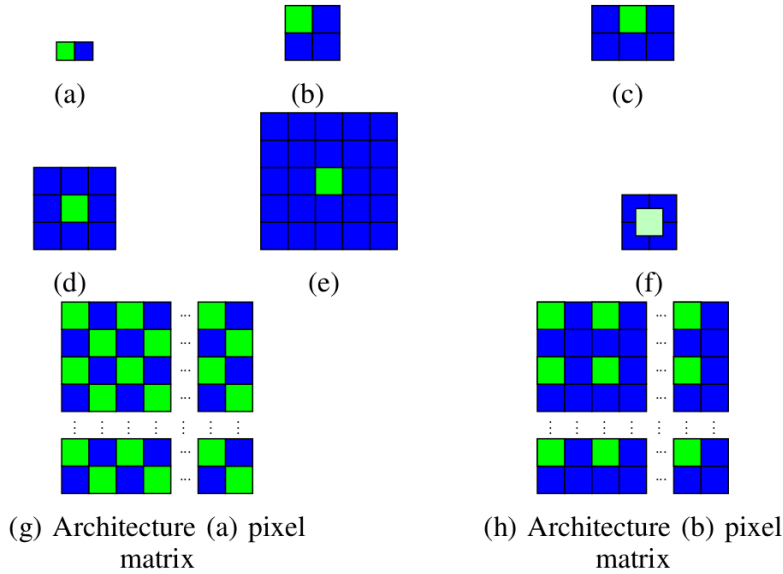 (a)
(b)
(c)
(d)
(e)
(f)
(g) Architecture (a) pixel
matrix
(h) Architecture (b) pixel
matrix